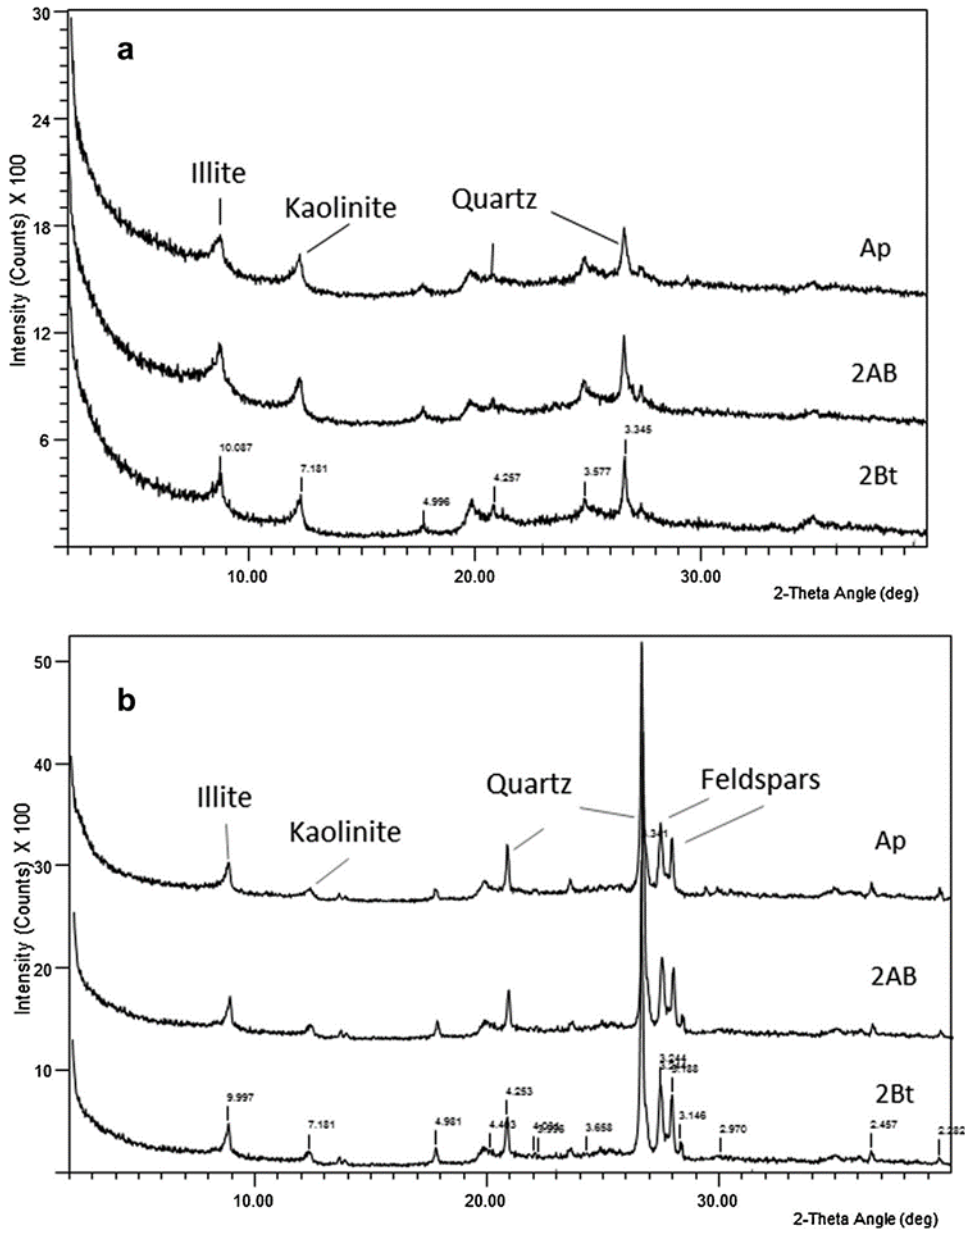 30
a
24
Illite
Kaolinite
Quartz
18
Ap
Intensity (Counts) X 100
12
2AB
6
10.087
7.181
4.996
4.257
3.577
3.345
2Bt
10.00
20.00
30.00
2-Theta Angle (deg)
50
b
40
Illite
Kaolinite
Quartz
Feldspars
3.341
Ap
30
Intensity (Counts) X 100
20
2AB
10
9.997
7.181
4.981
4.253
3.658
3.244
3.188
3.146
2.970
2.457
2.282
2Bt
10.00
20.00
30.00
2-Theta Angle (deg)